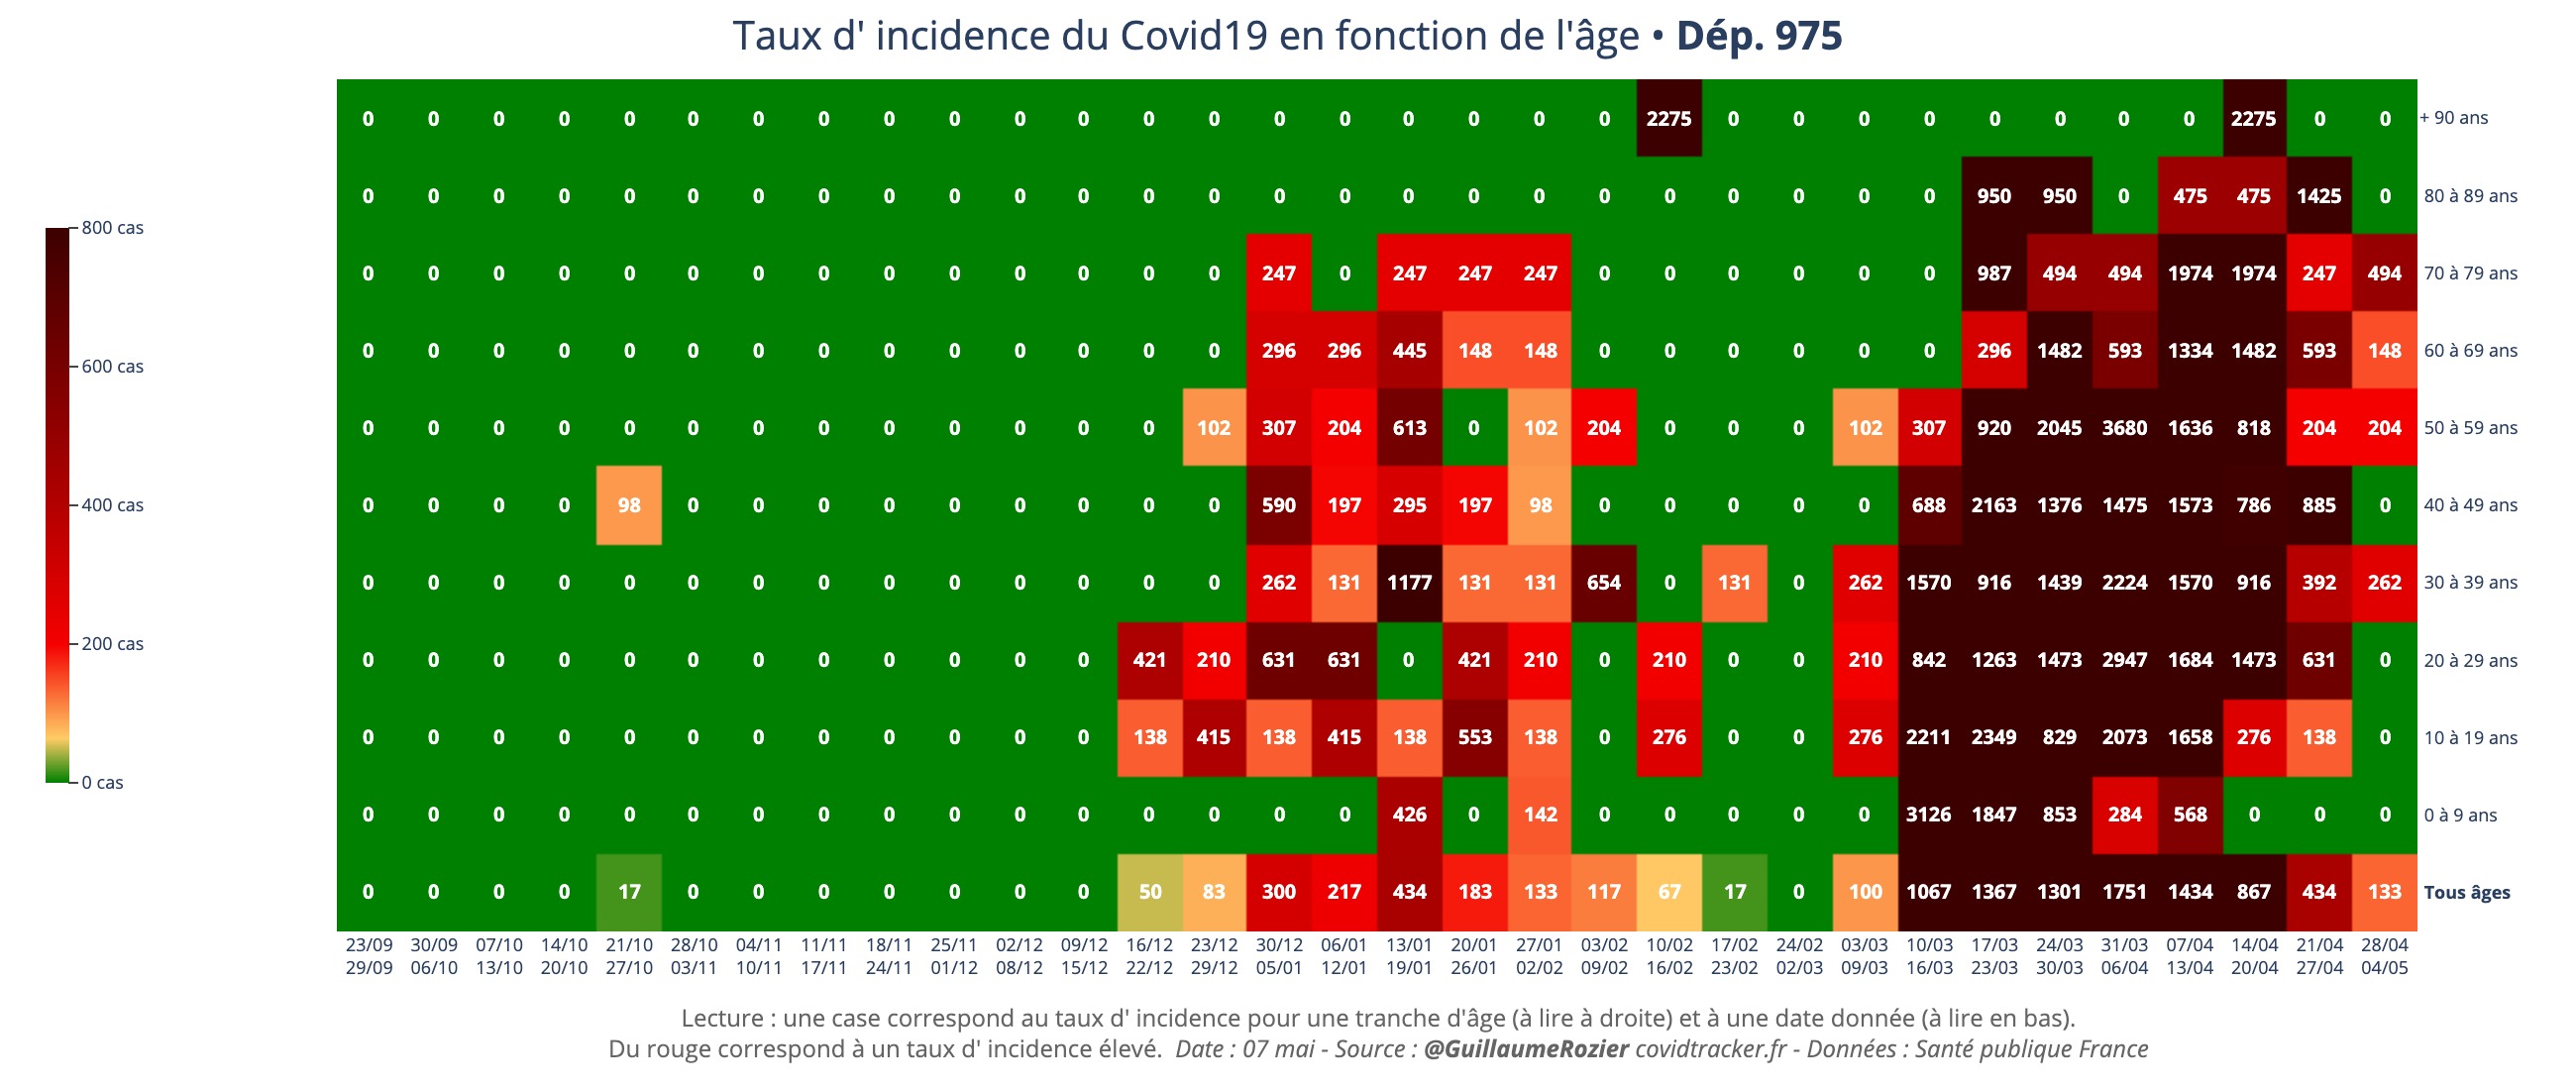 Taux d' incidence du Covid19 en fonction de l'âge • Dép. 975
800 cas
600 cas
400 cas
200 cas
0 cas
0 0 0 0 0 0 0 0 0 0 0 0 0 0 0 0 0 0 0 0 2275 0 0 0 0 0 0 0 0 2275 0 0 + 90 ans
0 0 0 0 0 0 0 0 0 0 0 0 0 0 0 0 0 0 0 0 0 0 0 0 0 950 950 0 475 475 1425 0 80 à 89 ans
0 0 0 0 0 0 0 0 0 0 0 0 0 0 247 0 247 247 247 0 0 0 0 0 0 987 494 494 1974 1974 247 494 70 à 79 ans
0 0 0 0 0 0 0 0 0 0 0 0 0 0 296 296 445 148 148 0 0 0 0 0 0 296 1482 593 1334 1482 593 148 60 à 69 ans
0 0 0 0 0 0 0 0 0 0 0 0 0 102 307 204 613 0 102 204 0 0 0 102 307 920 2045 3680 1636 818 204 204 50 à 59 ans
0 0 0 0 98 0 0 0 0 0 0 0 0 0 590 197 295 197 98 0 0 0 0 0 688 2163 1376 1475 1573 786 885 0 40 à 49 ans
0 0 0 0 0 0 0 0 0 0 0 0 0 0 262 131 1177 131 131 654 0 131 0 262 1570 916 1439 2224 1570 916 392 262 30 à 39 ans
0 0 0 0 0 0 0 0 0 0 0 0 421 210 631 631 0 421 210 0 210 0 0 210 842 1263 1473 2947 1684 1473 631 0 20 à 29 ans
0 0 0 0 0 0 0 0 0 0 0 0 138 415 138 415 138 553 138 0 276 0 0 276 2211 2349 829 2073 1658 276 138 0 10 à 19 ans
0 0 0 0 0 0 0 0 0 0 0 0 0 0 0 0 426 0 142 0 0 0 0 0 3126 1847 853 284 568 0 0 0 0 à 9 ans
0 0 0 0 17 0 0 0 0 0 0 0 50 83 300 217 434 183 133 117 67 17 0 100 1067 1367 1301 1751 1434 867 434 133 Tous âges
23/09 30/09 07/10 14/10 21/10 28/10 04/11 11/11 18/11 25/11 02/12 09/12 16/12 23/12 30/12 06/01 13/01 20/01 27/01 03/02 10/02 17/02 24/02 03/03 10/03 17/03 24/03 31/03 07/04 14/04 21/04 28/04
29/09 06/10 13/10 20/10 27/10 03/11 10/11 17/11 24/11 01/12 08/12 15/12 22/12 29/12 05/01 12/01 19/01 26/01 02/02 09/02 16/02 23/02 02/03 09/03 16/03 23/03 30/03 06/04 13/04 20/04 27/04 04/05
Lecture : une case correspond au taux d' incidence pour une tranche d'âge (à lire à droite) et à une date donnée (à lire en bas).
Du rouge correspond à un taux d' incidence élevé. Date : 07 mai - Source : @GuillaumeRozier covidtracker.fr - Données : Santé publique France